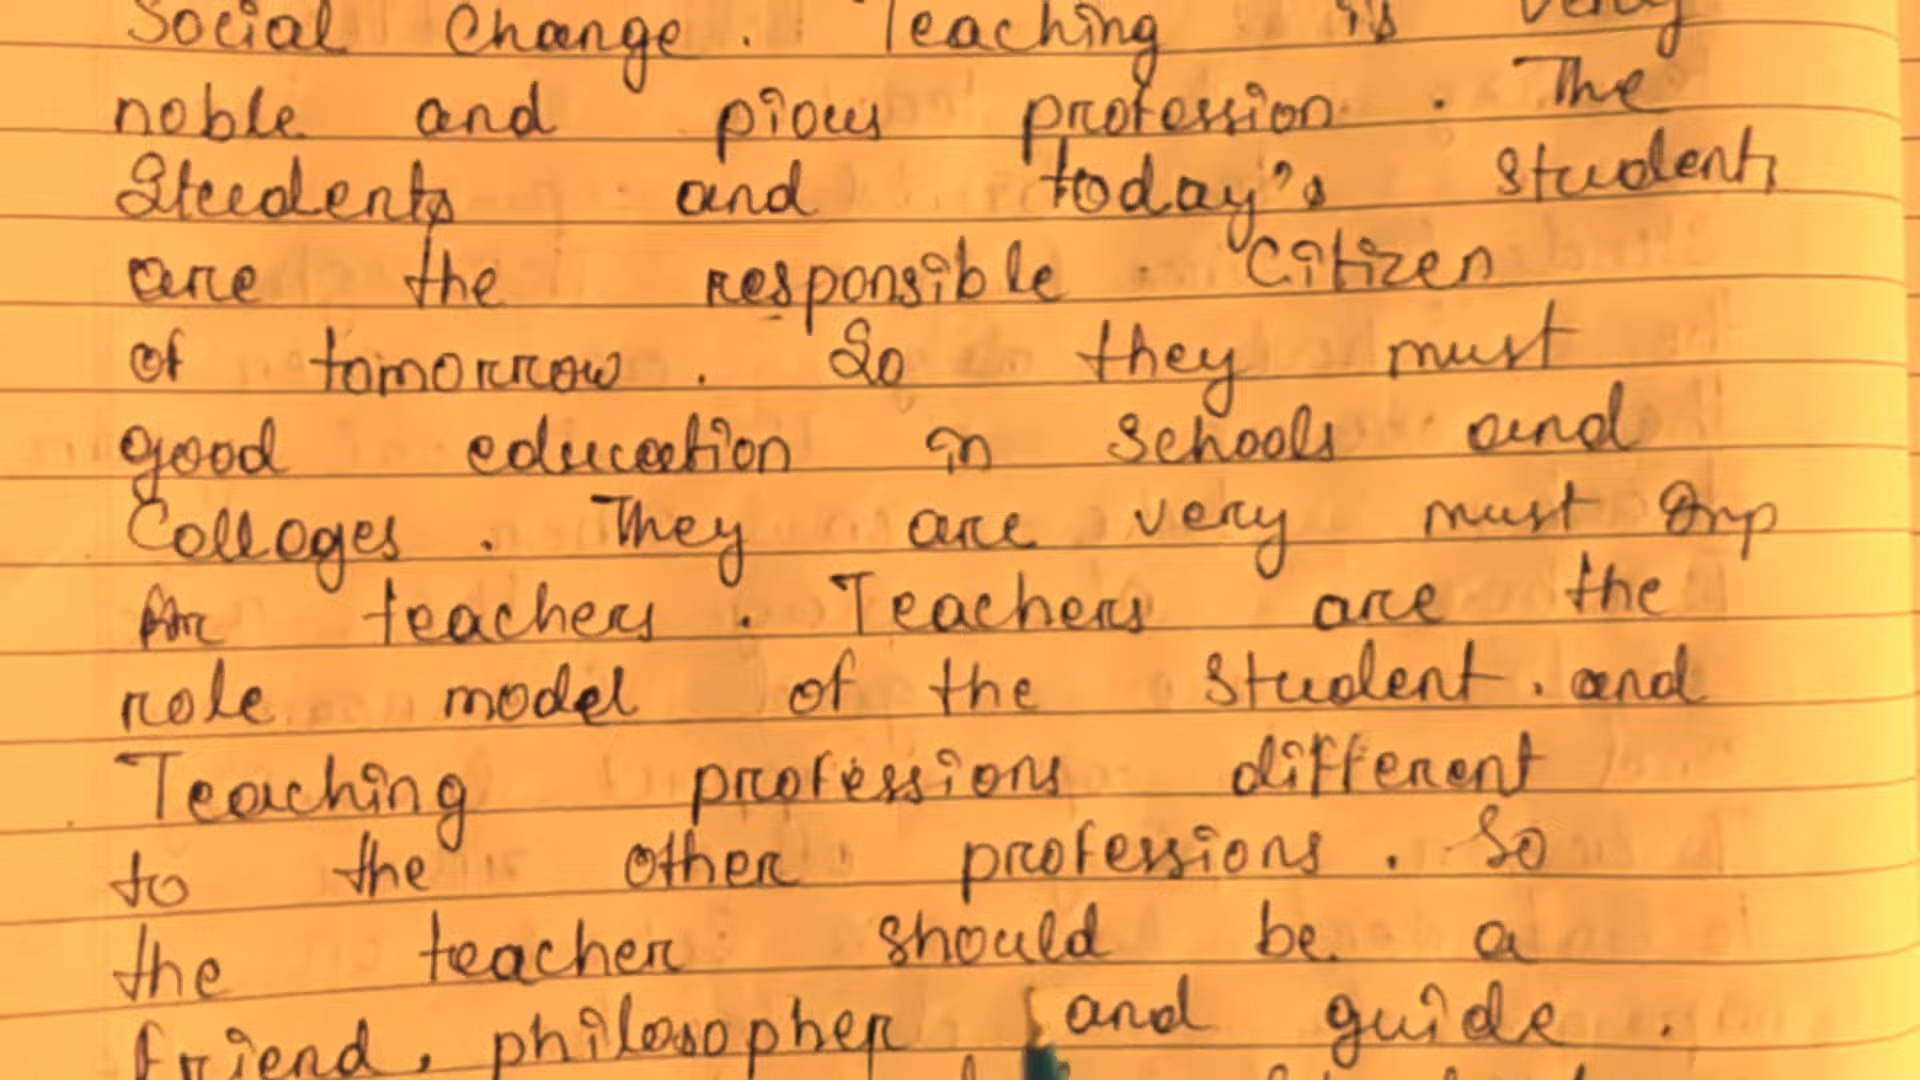 Social Change. Teaching is very
noble and pious profession. The
Students and today's students
are the responsible Citizen
of tomorrow. So they must
good education in Schools and
Colloges. They are very must Imp
for teachers. Teachers are the
role model of the student. and
Teaching professions different
to the other professions. So
the teacher should be a
friend, philosopher and guide.